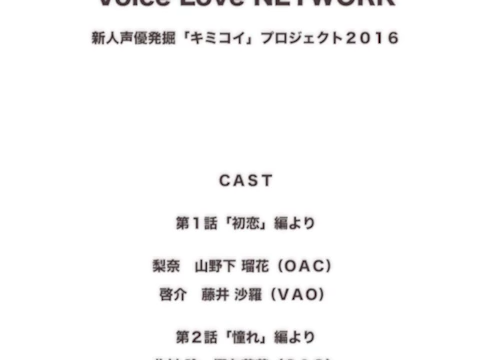 Voice Love NETWORK
新人声優発掘「キミコイ」プロジェクト２０１６
CAST
第１話「初恋」編より
梨奈　山野下 瑠花（OAC）
啓介　藤井 沙羅（VAO）
第２話「憧れ」編より